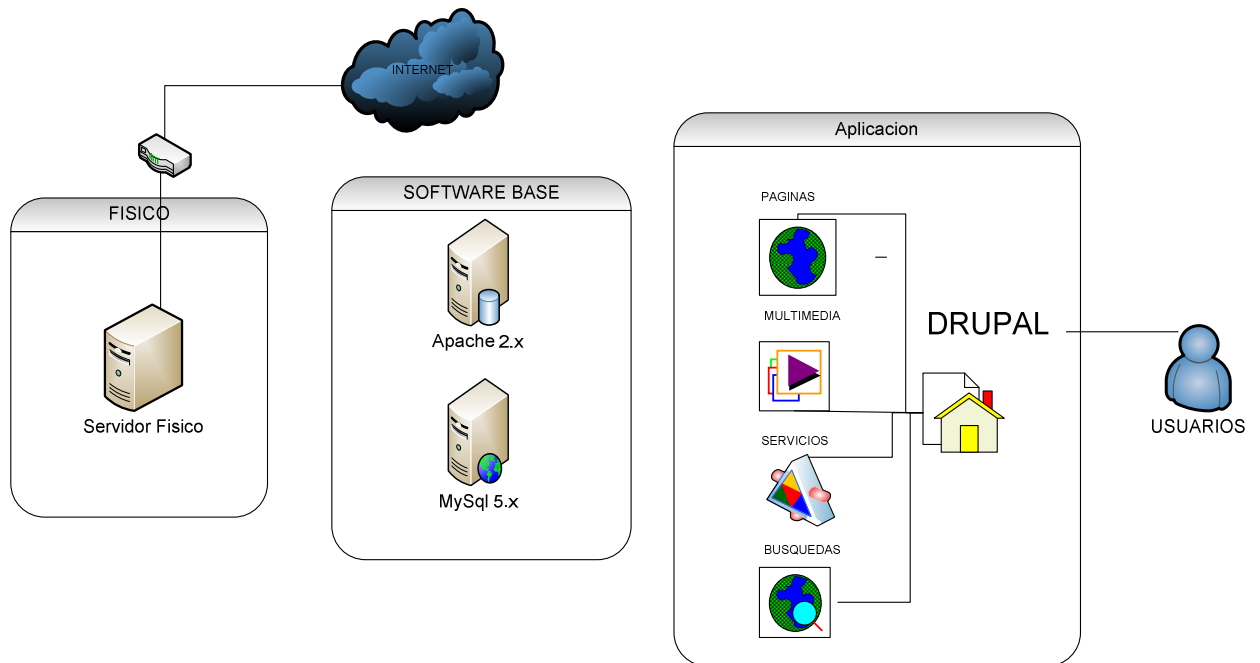 INTERNET
FISICO
Servidor Fisico
SOFTWARE BASE
Apache 2.x
MySql 5.x
Aplicacion
PAGINAS
MULTIMEDIA
SERVICIOS
BUSQUEDAS
DRUPAL
USUARIOS